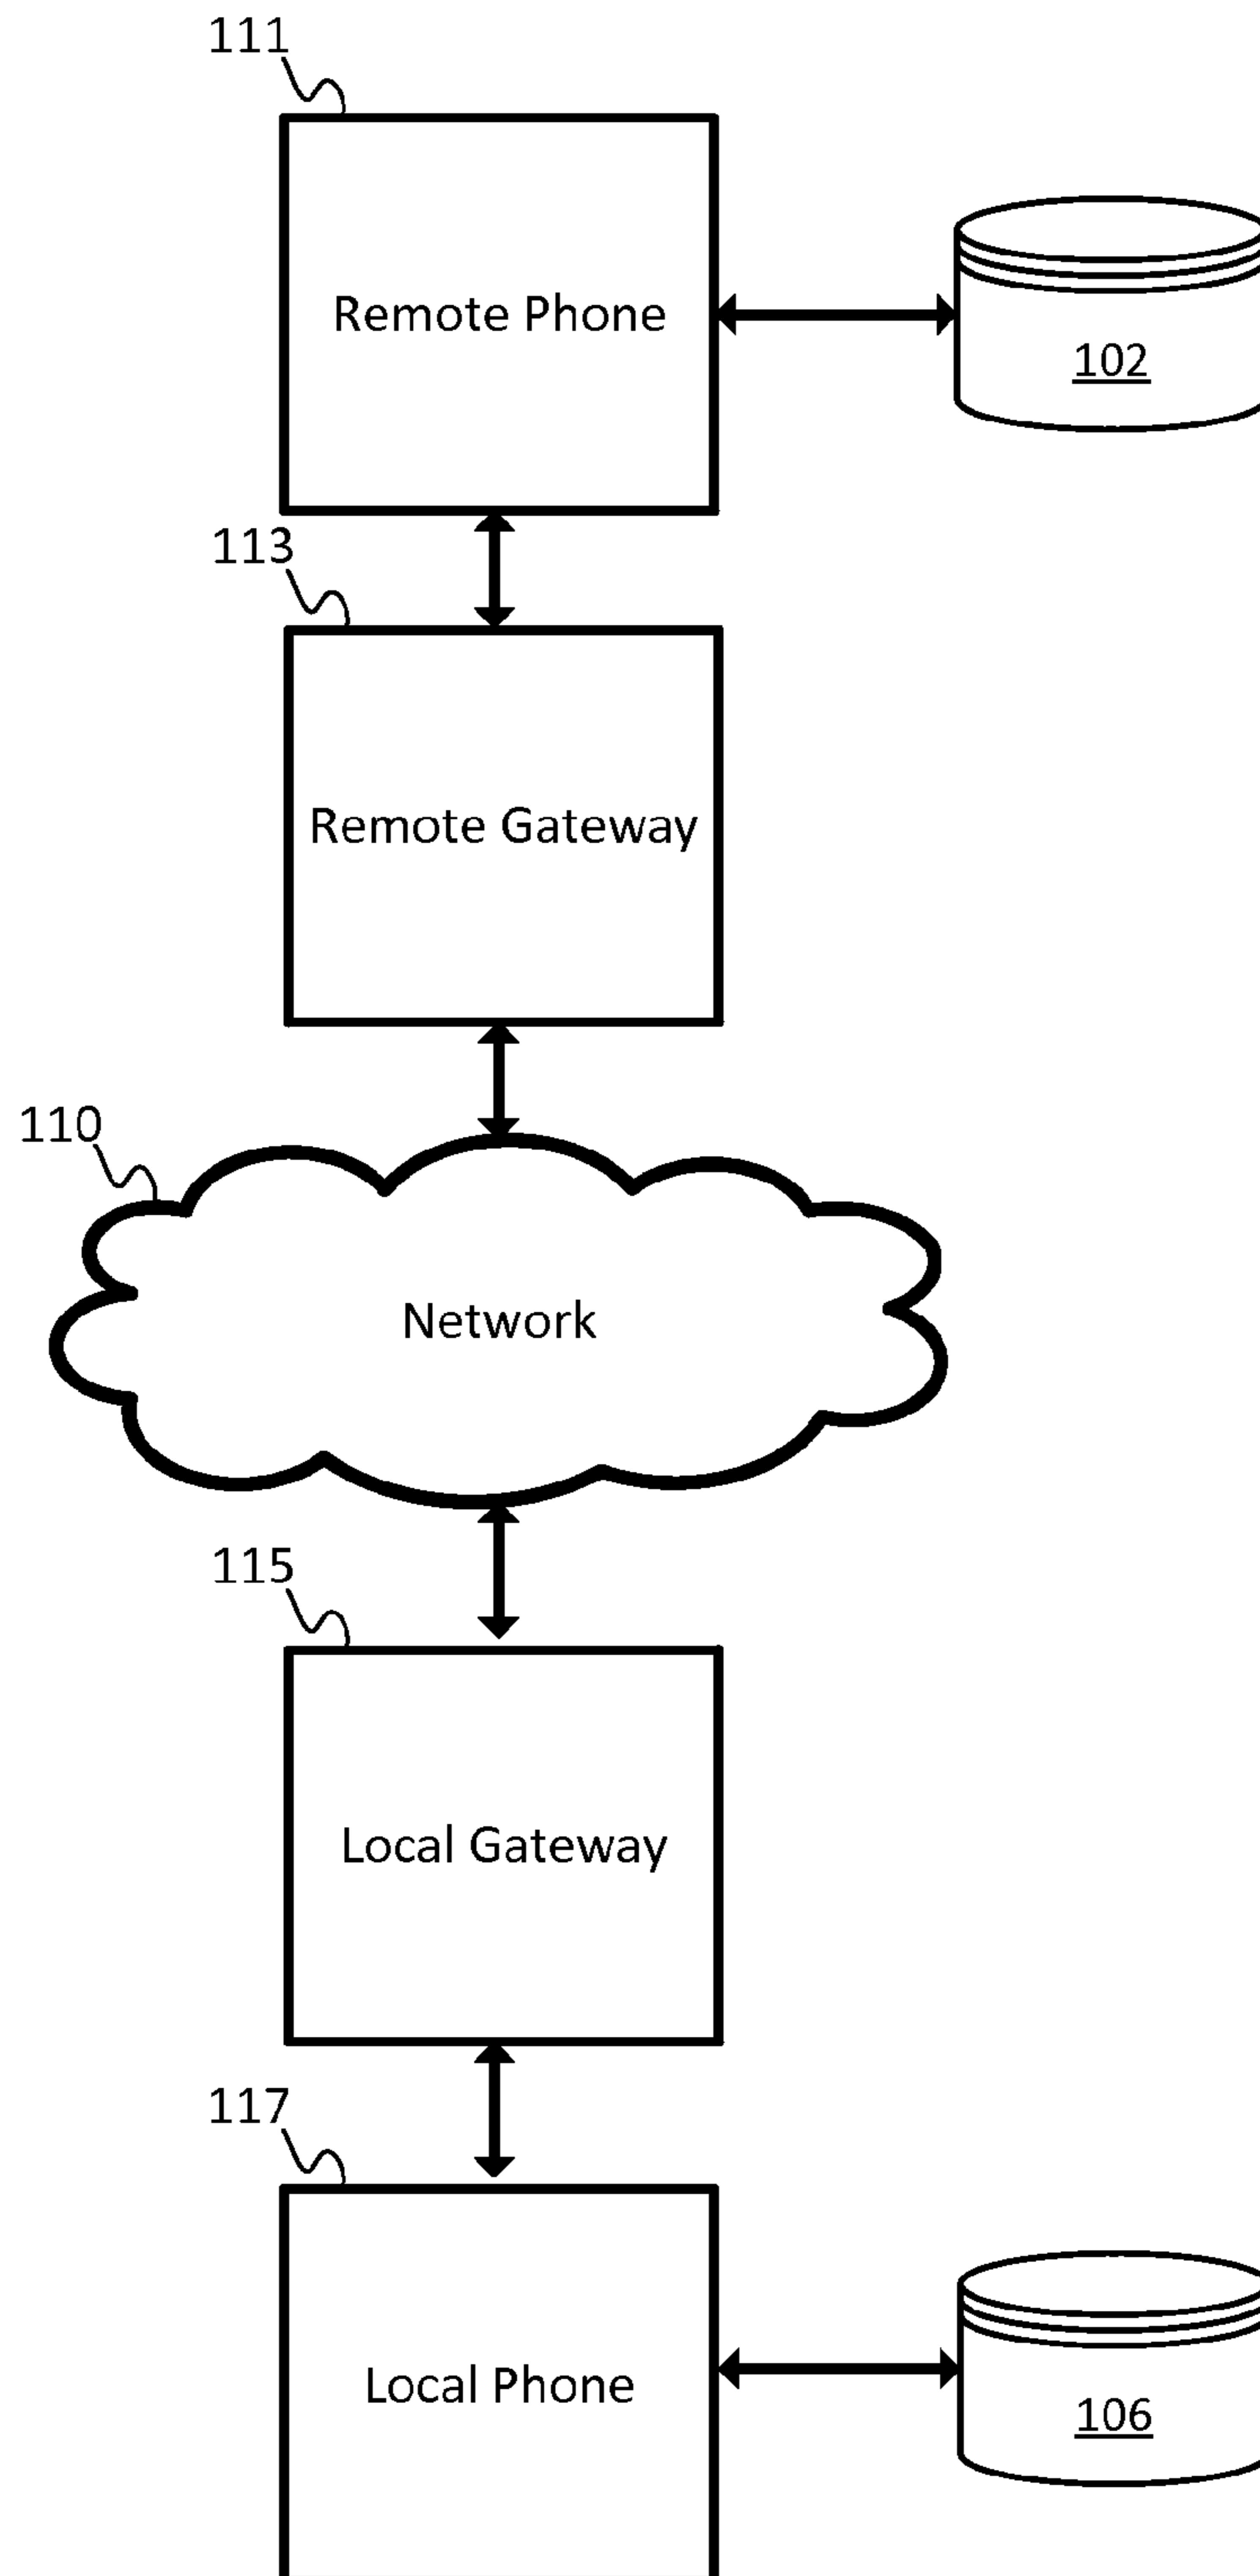 111
Remote Phone
102
113
Remote Gateway
110
Network
115
Local Gateway
117
Local Phone
106